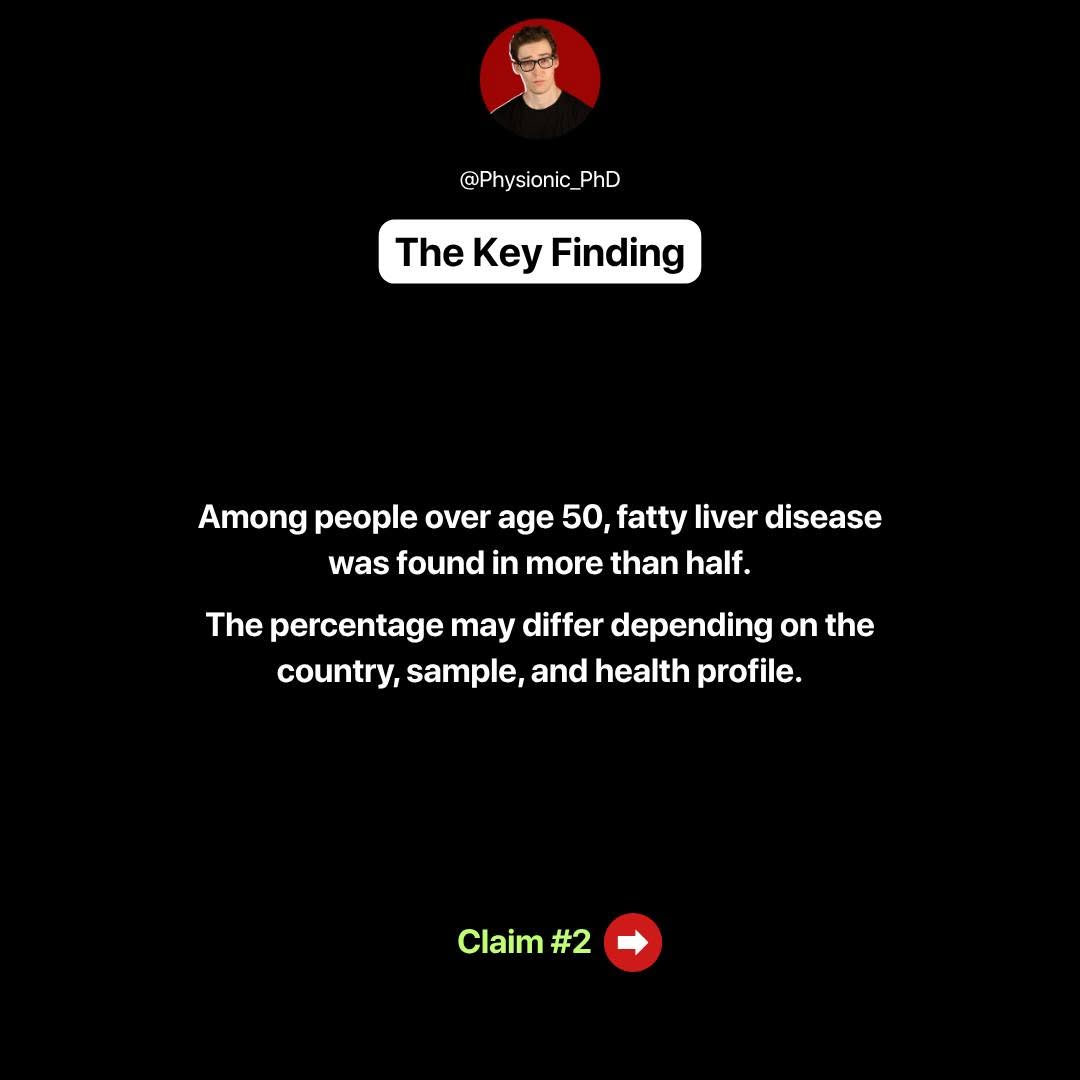 @Physionic_PhD
The Key Finding
Among people over age 50, fatty liver disease
was found in more than half.
The percentage may differ depending on the
country, sample, and health profile.
Claim #2